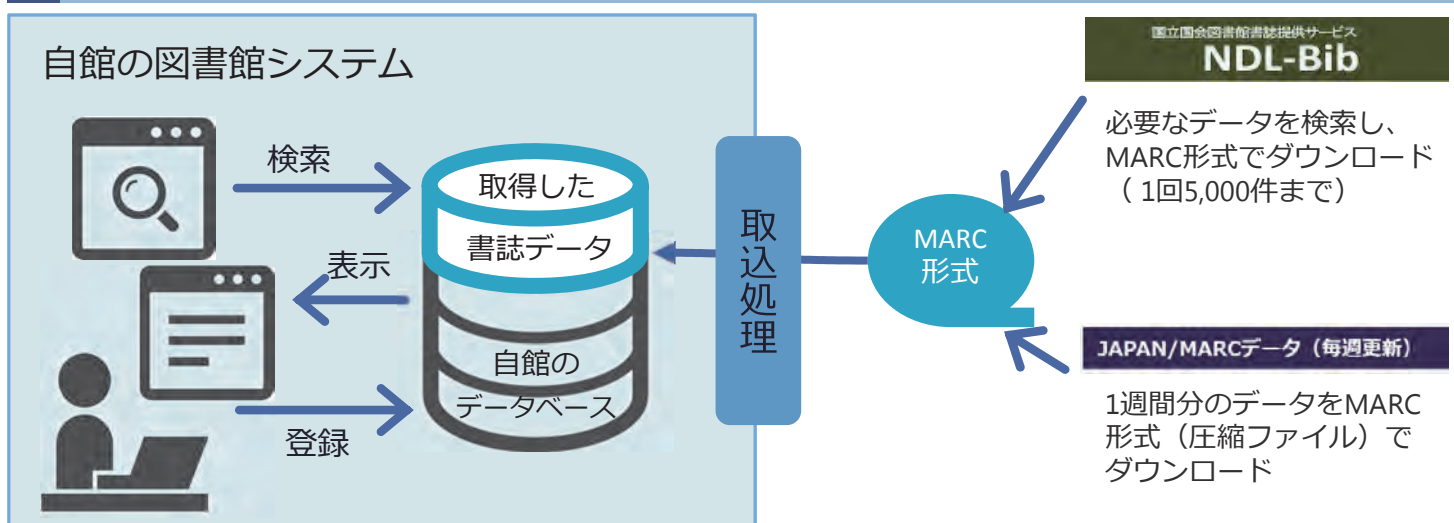 自館の図書館システム
検索
表示
登録
取得した
書誌データ
自館の
データベース
取込処理
MARC
形式
国立国会図書館書誌提供サービス
NDL-Bib
必要なデータを検索し、
MARC形式でダウンロード
（ 1回5,000件まで）
JAPAN/MARCデータ（毎週更新）
1週間分のデータをMARC
形式（圧縮ファイル）で
ダウンロード